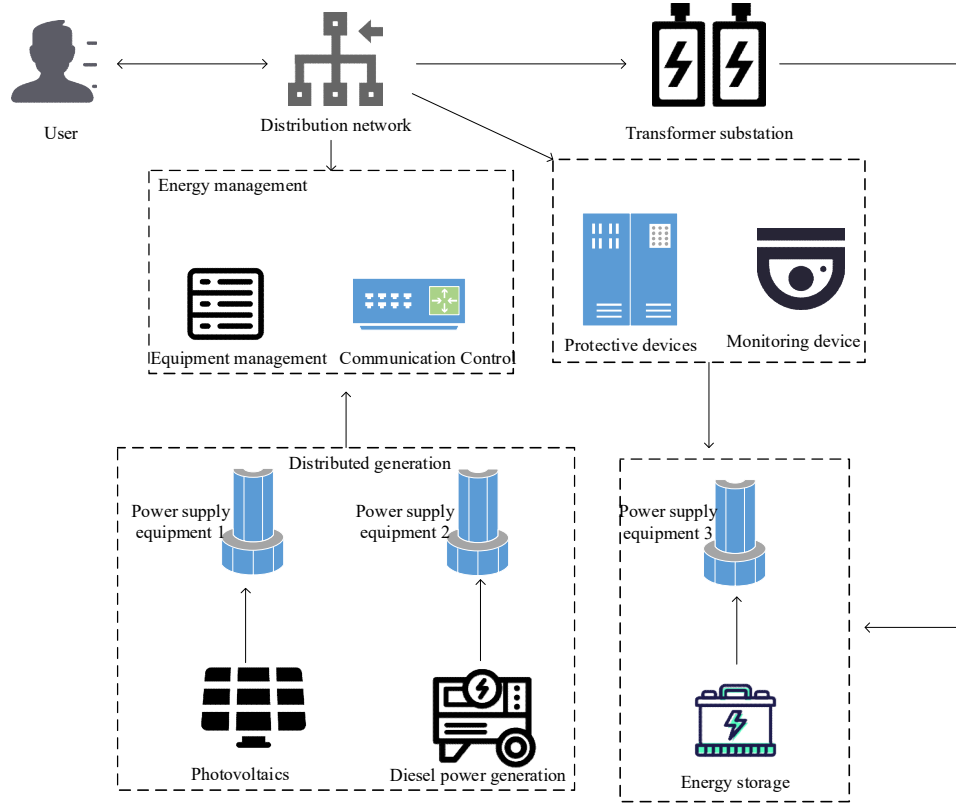 User
Distribution network
Transformer substation
Energy management
Equipment management
Communication Control
Protective devices
Monitoring device
Distributed generation
Power supply
equipment 1
Power supply
equipment 2
Power supply
equipment 3
Photovoltaics
Diesel power generation
Energy storage